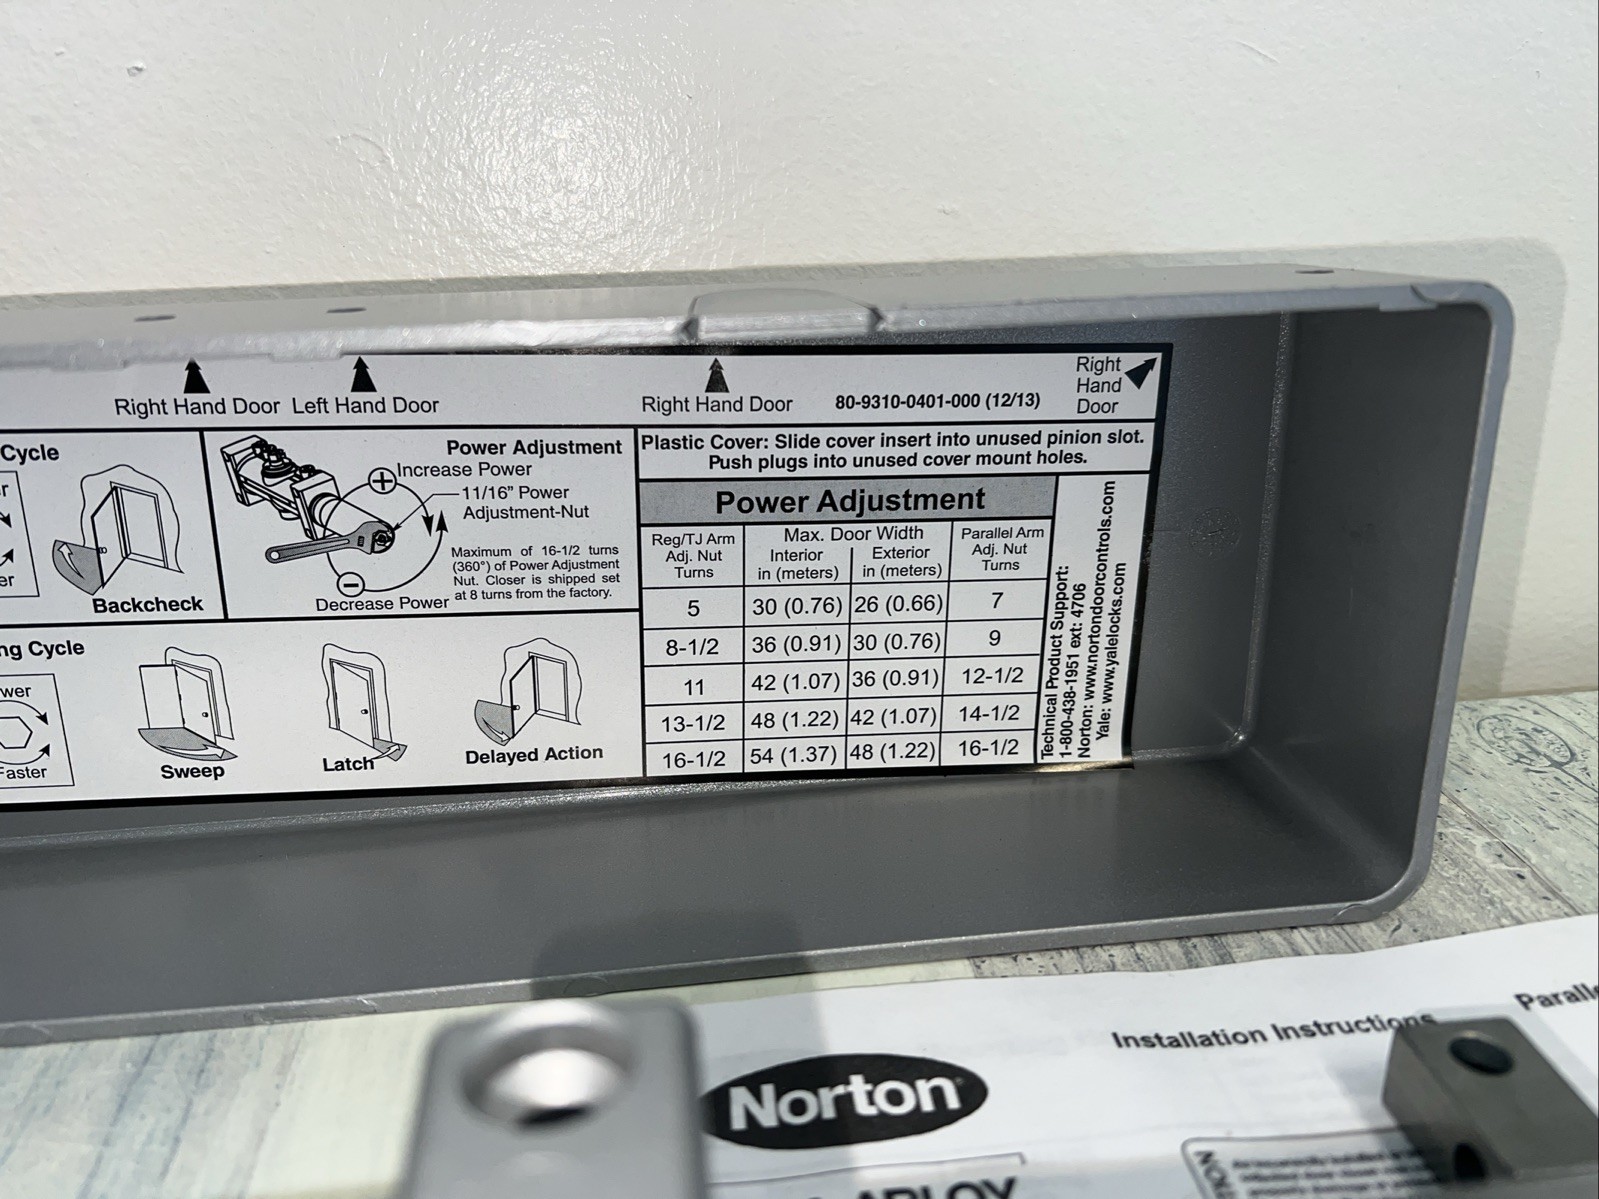 Right Hand Door Left Hand Door Right Hand Door 80-9310-0401-000 (12/13)
Right
Hand
Door
Cycle
Backcheck
Power Adjustment
Increase Power
11/16” Power
Adjustment-Nut
Maximum of 16-1/2 turns
(360°) of Power Adjustment
Nut. Closer is shipped set
at 8 turns from the factory.
Decrease Power
Plastic Cover: Slide cover insert into unused pinion slot.
Push plugs into unused cover mount holes.
Power Adjustment
Reg/TJ Arm
Adj. Nut
Turns
Max. Door Width
Interior
in (meters)
Exterior
in (meters)
Parallel Arm
Adj. Nut
Turns
5 30 (0.76) 26 (0.66) 7
8-1/2 36 (0.91) 30 (0.76) 9
11 42 (1.07) 36 (0.91) 12-1/2
13-1/2 48 (1.22) 42 (1.07) 14-1/2
16-1/2 54 (1.37) 48 (1.22) 16-1/2
Technical Product Support:
1-800-438-1951 ext: 4706
Norton: www.nortondoorcontrols.com
Yale: www.yalelocks.com
ng Cycle
wer
Faster
Sweep
Latch
Delayed Action
Installation Instructions
Paralle
Norton
ABLOY